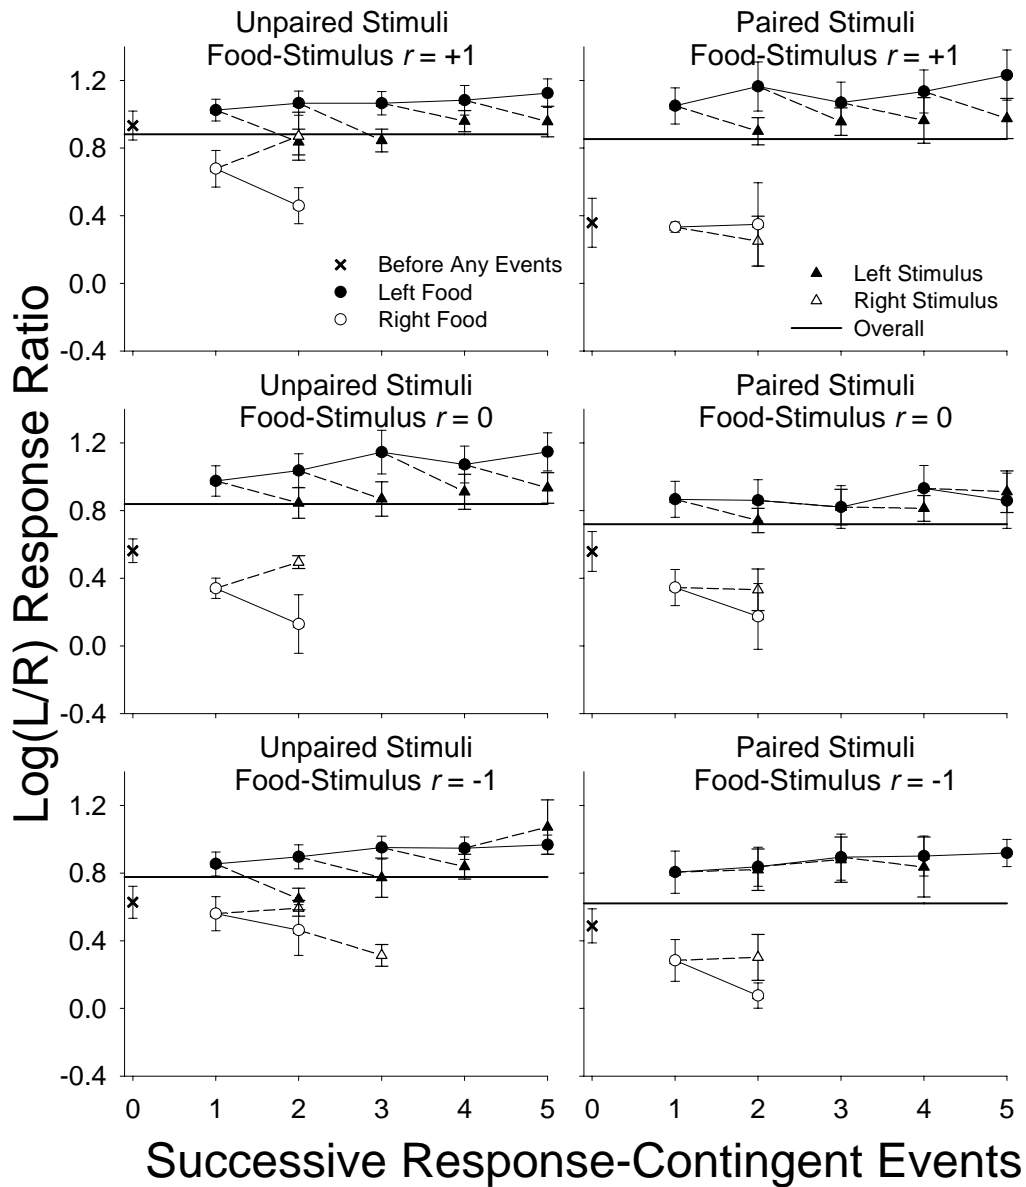 Unpaired Stimuli
Food-Stimulus r = +1
Paired Stimuli
Food-Stimulus r = +1
1.2
0.8
0.4
0.0
-0.4
Before Any Events
Left Food
Right Food
Left Stimulus
Right Stimulus
Overall
Unpaired Stimuli
Food-Stimulus r = 0
Paired Stimuli
Food-Stimulus r = 0
1.2
0.8
0.4
0.0
-0.4
Unpaired Stimuli
Food-Stimulus r = -1
Paired Stimuli
Food-Stimulus r = -1
1.2
0.8
0.4
0.0
-0.4
0 1 2 3 4 5
0 1 2 3 4 5
Log(L/R) Response Ratio
Successive Response-Contingent Events